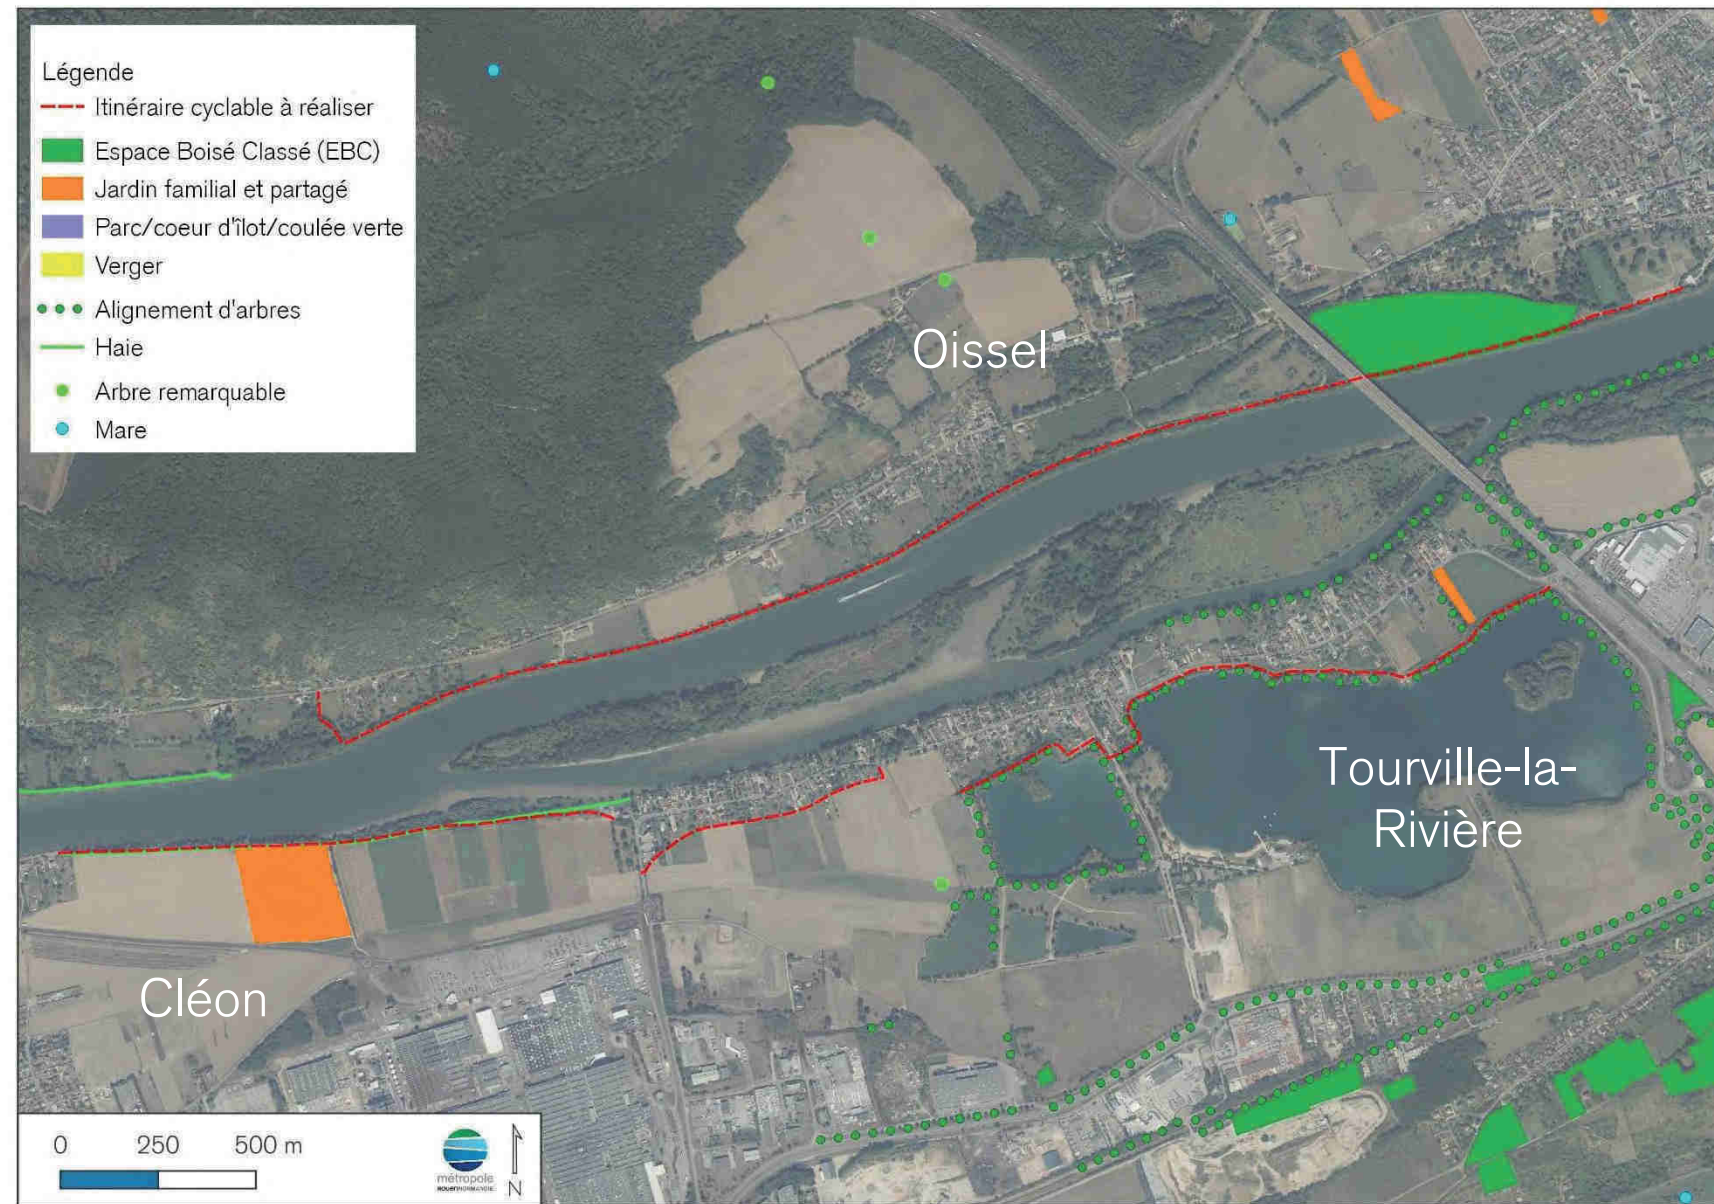 Légende
Itinéraire cyclable à réaliser
Espace Boisé Classé (EBC)
Jardin familial et partagé
Parc/coeur d'îlot/coulée verte
Verger
Alignement d'arbres
Haie
Arbre remarquable
Mare
Oissel
Tourville-la-
Rivière
Cléon
0 250 500 m
métropole
ROUENNORMANDIE
N